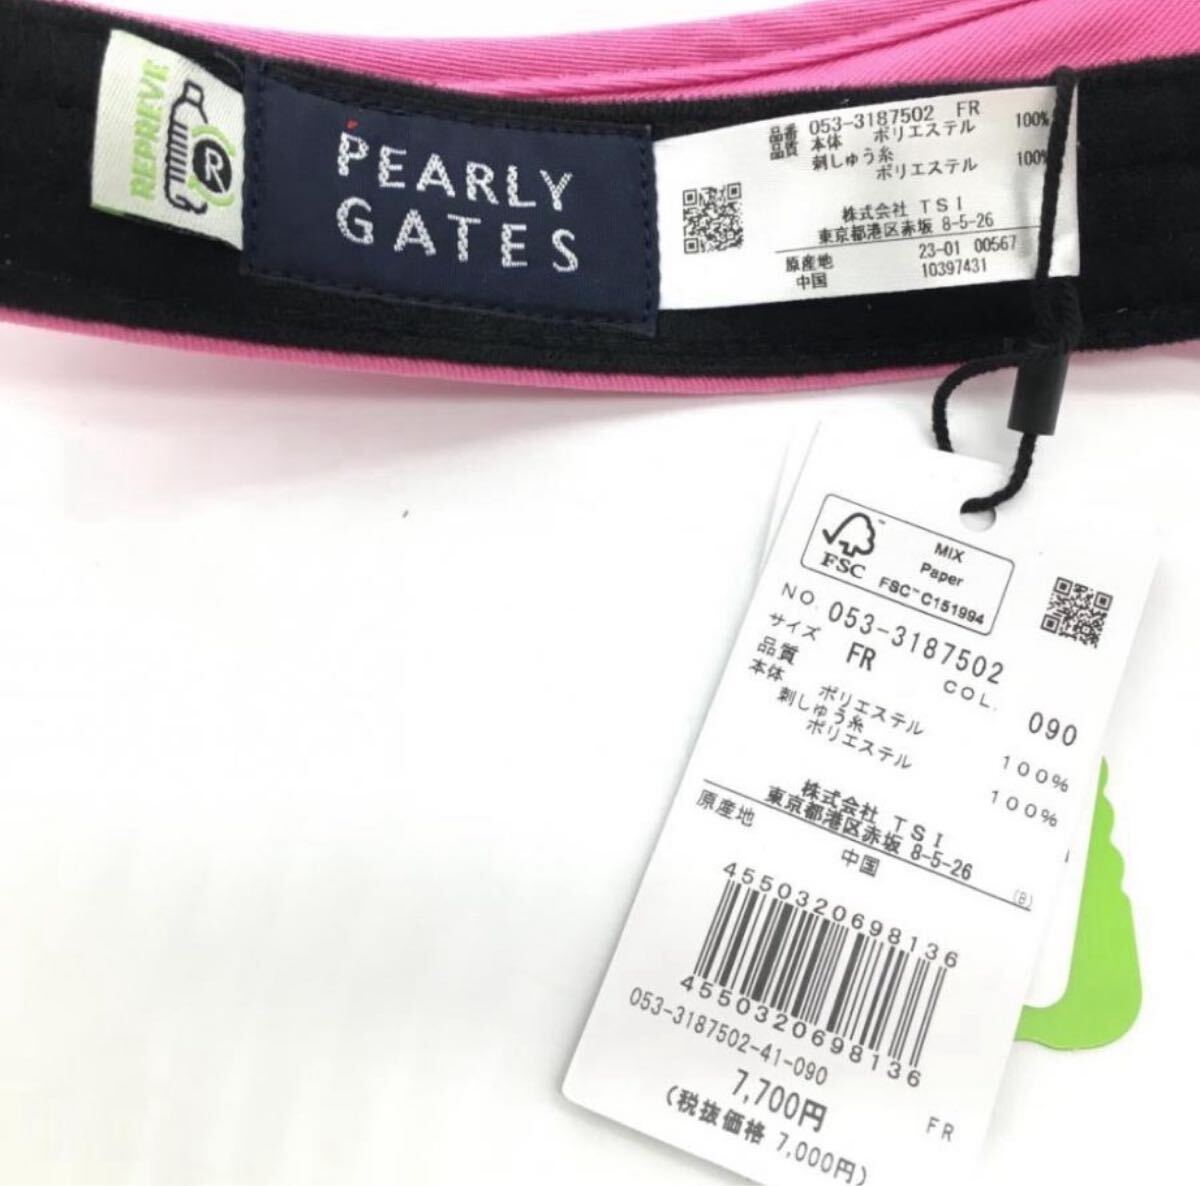 REPREVE
R
PEARLY
GATES
品番 053-3187502 FR
品質 本体 ポリエステル 100%
刺しゅう糸
ポリエステル 100%
株式会社 TSI
東京都港区赤坂 8-5-26
23-01 00567
原産地 10397431
中国
FSC
MIX
Paper
FSC™ C151994
NO. 053-3187502
サイズ FR COL. 090
品質
本体 ポリエステル 100%
刺しゅう糸
ポリエステル 100%
株式会社 TSI
東京都港区赤坂 8-5-26
原産地 中国 (B)
4550320698136
4550320698136
053-3187502-41-090
7,700円 FR
(税抜価格 7,000円)